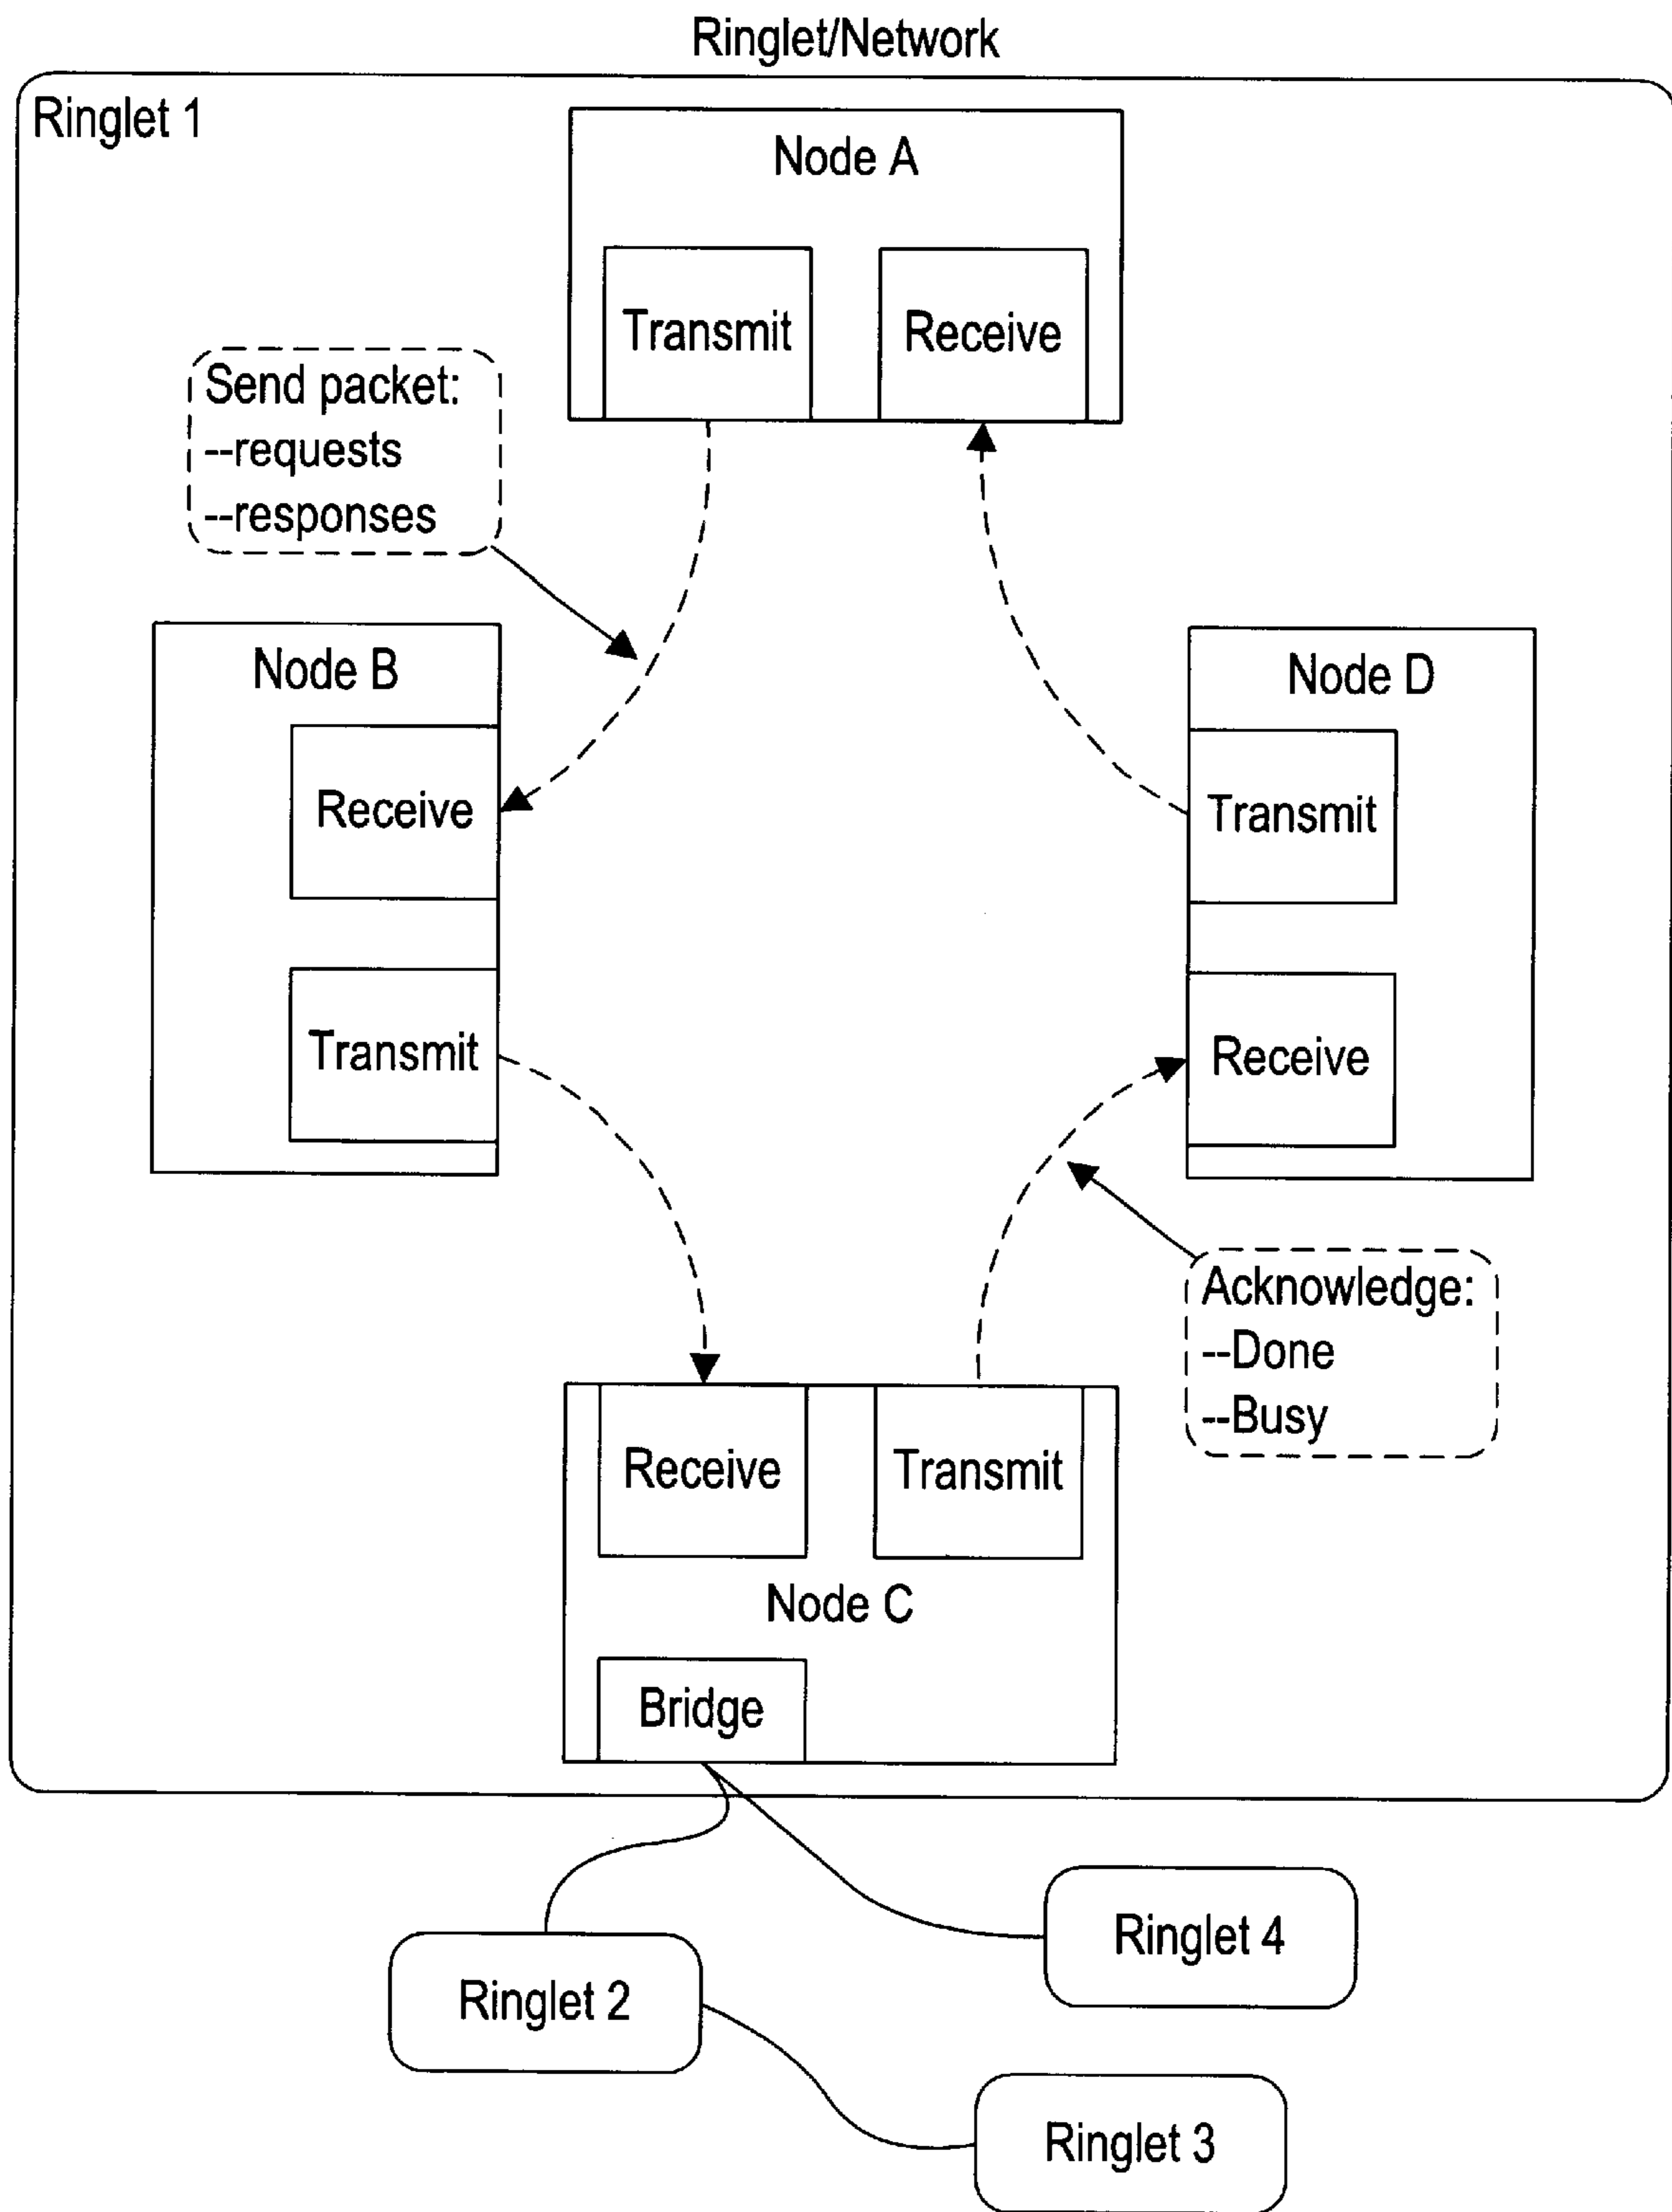 Ringlet/Network
Ringlet 1
Node A
Transmit
Receive
Send packet:
--requests
--responses
Node B
Receive
Transmit
Node D
Transmit
Receive
Acknowledge:
--Done
--Busy
Receive
Transmit
Node C
Bridge
Ringlet 4
Ringlet 2
Ringlet 3